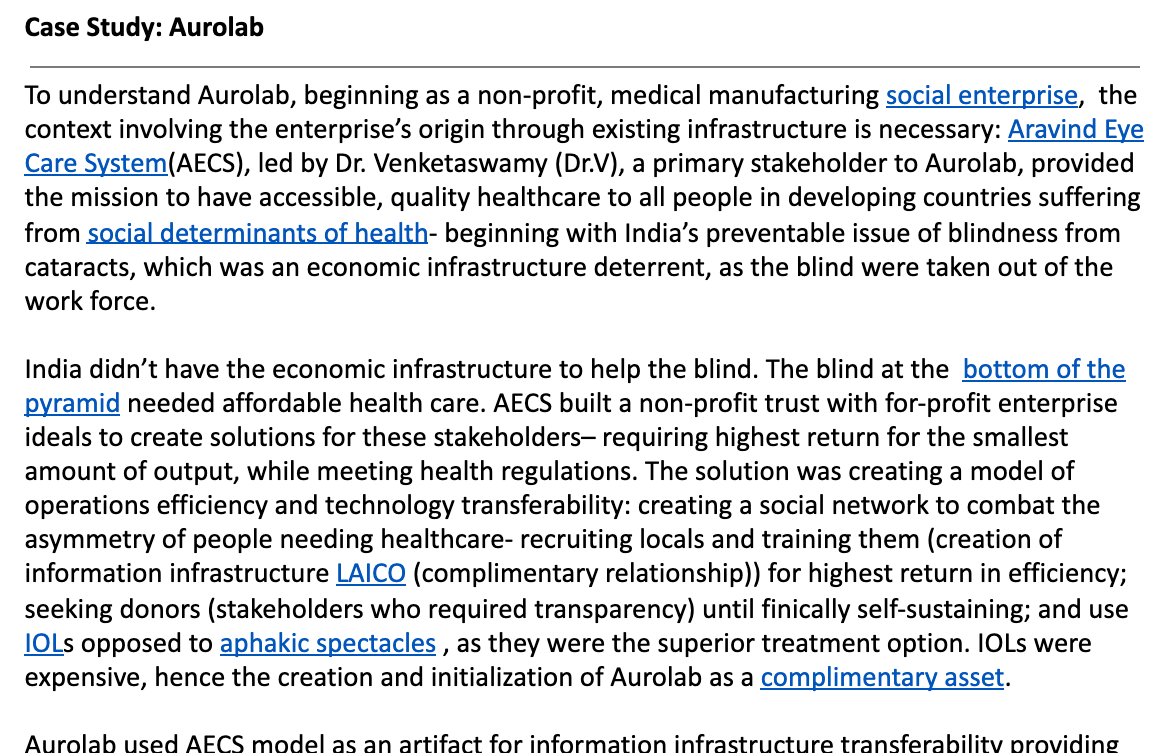 Case Study: Aurolab
To understand Aurolab, beginning as a non-profit, medical manufacturing social enterprise,  the
context involving the enterprise’s origin through existing infrastructure is necessary: Aravind Eye
Care System(AECS), led by Dr. Venketaswamy (Dr.V), a primary stakeholder to Aurolab, provided
the mission to have accessible, quality healthcare to all people in developing countries suffering
from social determinants of health- beginning with India’s preventable issue of blindness from
cataracts, which was an economic infrastructure deterrent, as the blind were taken out of the
work force.
India didn’t have the economic infrastructure to help the blind. The blind at the  bottom of the
pyramid needed affordable health care. AECS built a non-profit trust with for-profit enterprise
ideals to create solutions for these stakeholders– requiring highest return for the smallest
amount of output, while meeting health regulations. The solution was creating a model of
operations efficiency and technology transferability: creating a social network to combat the
asymmetry of people needing healthcare- recruiting locals and training them (creation of
information infrastructure LAICO (complimentary relationship)) for highest return in efficiency;
seeking donors (stakeholders who required transparency) until finically self-sustaining; and use
IOLs opposed to aphakic spectacles , as they were the superior treatment option. IOLs were
expensive, hence the creation and initialization of Aurolab as a complimentary asset.
Aurolab used AECS model as an artifact for information infrastructure transferability providing